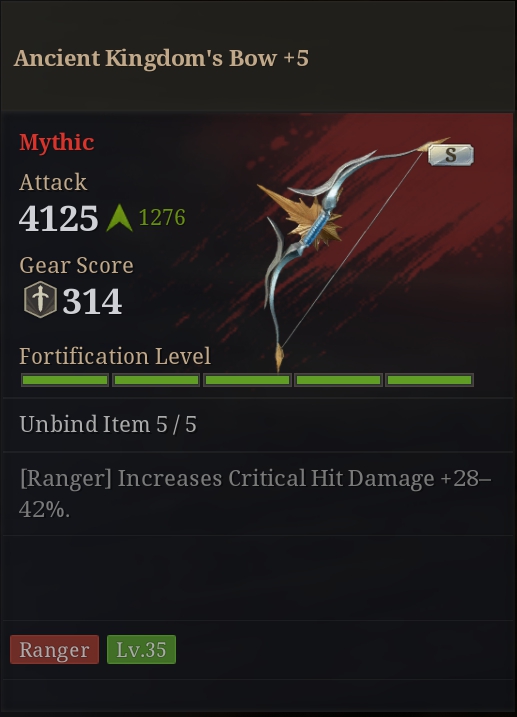 Ancient Kingdom's Bow +5
Mythic
S
Attack
4125 1276
Gear Score
314
Fortification Level
Unbind Item 5 / 5
[Ranger] Increases Critical Hit Damage +28–
42%.
Ranger Lv.35